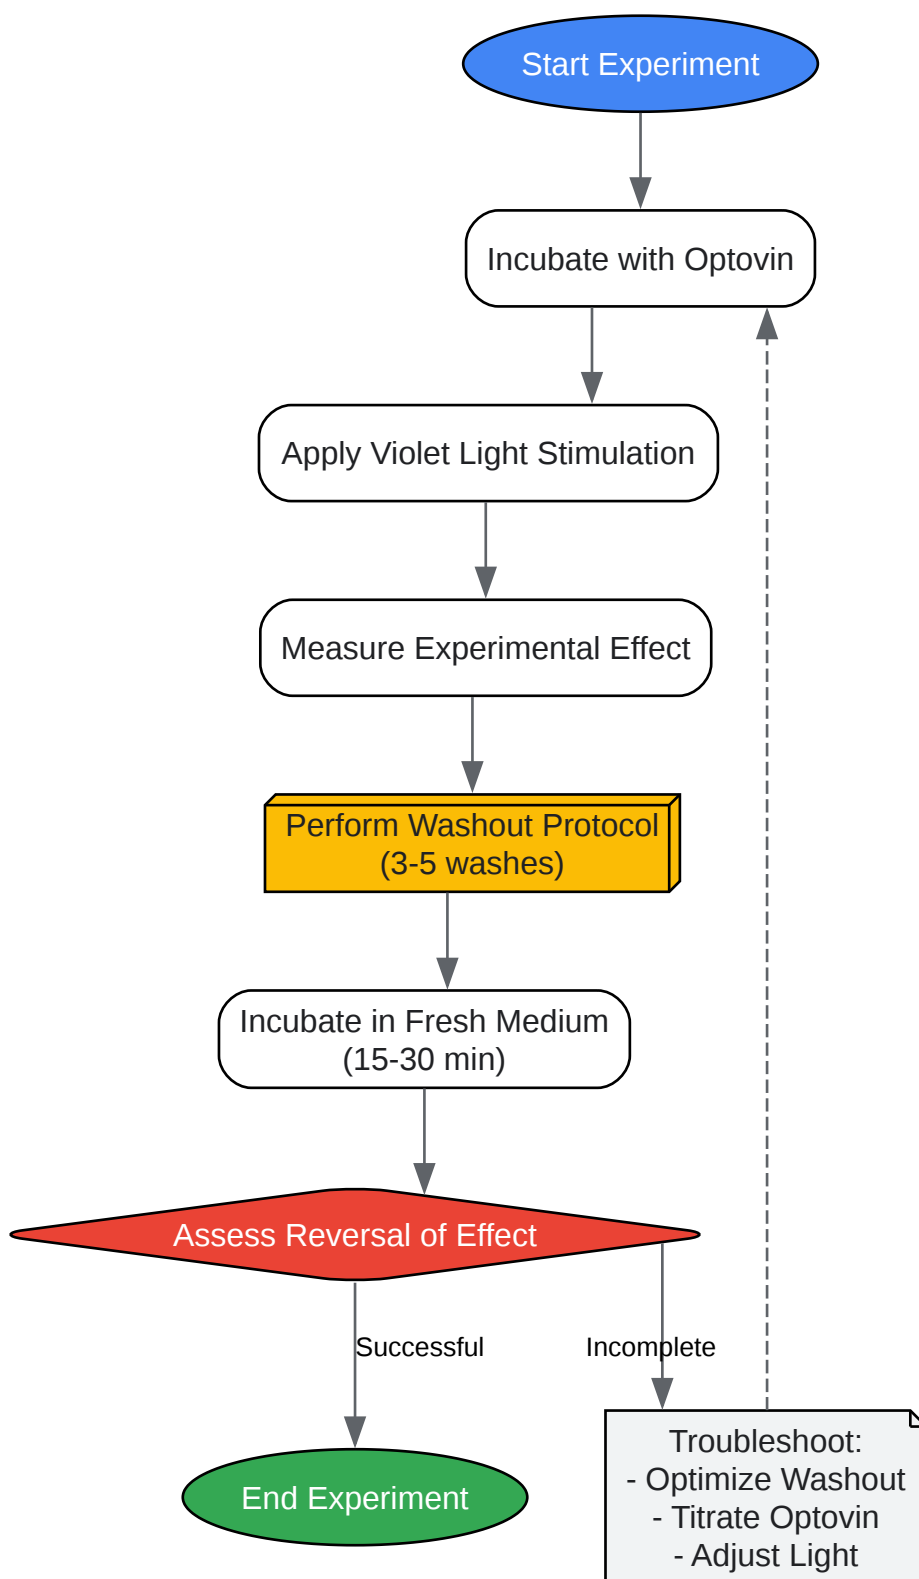 Start Experiment
Incubate with Optovin
Apply Violet Light Stimulation
Measure Experimental Effect
Perform Washout Protocol
(3-5 washes)
Incubate in Fresh Medium
(15-30 min)
Assess Reversal of Effect
Successful
Incomplete
End Experiment
Troubleshoot:
- Optimize Washout
- Titrate Optovin
- Adjust Light